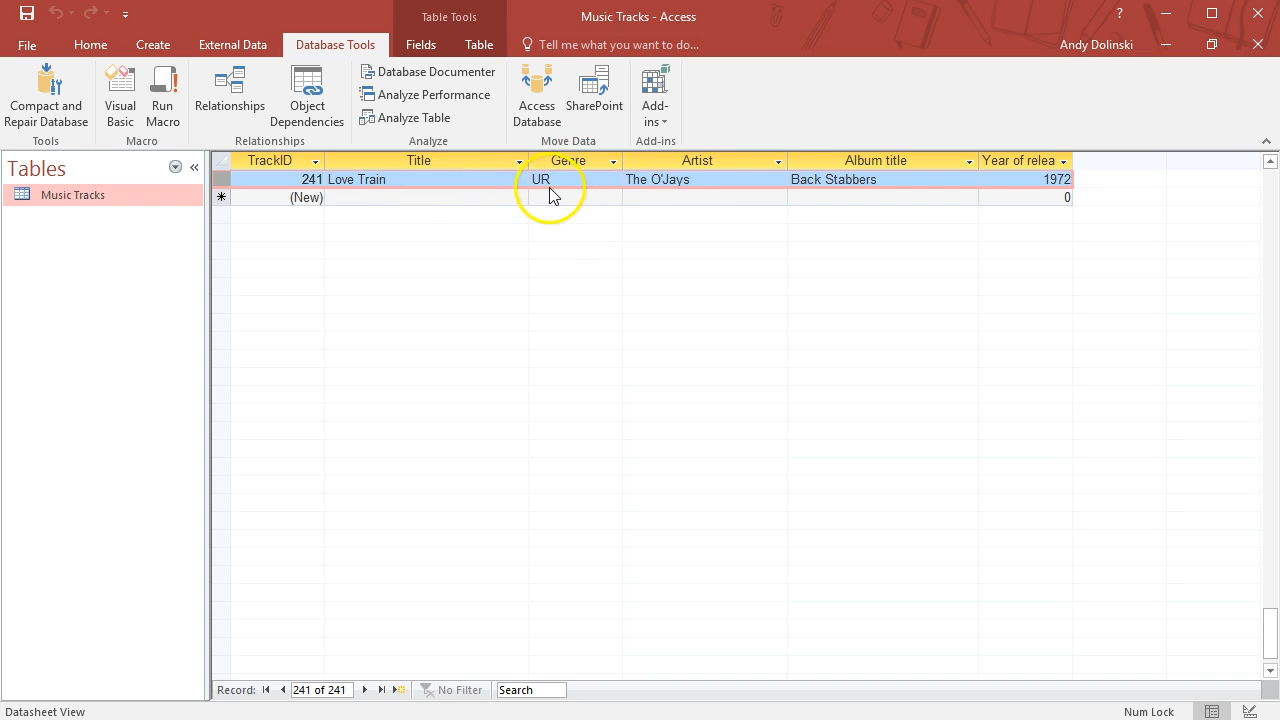 Table Tools
Music Tracks - Access
?
File
Home
Create
External Data
Database Tools
Fields
Table
Tell me what you want to do...
Andy Dolinski
Compact and
Repair Database
Visual
Basic
Run
Macro
Relationships
Object
Dependencies
Database Documenter
Analyze Performance
Analyze Table
Access
Database
SharePoint
Add-
ins
Tools
Macro
Relationships
Analyze
Move Data
Add-ins
Tables
Music Tracks
TrackID Title Genre Artist Album title Year of relea
241 Love Train UR The O'Jays Back Stabbers 1972
(New) 0
Record: 241 of 241 No Filter Search
Datasheet View
Num Lock